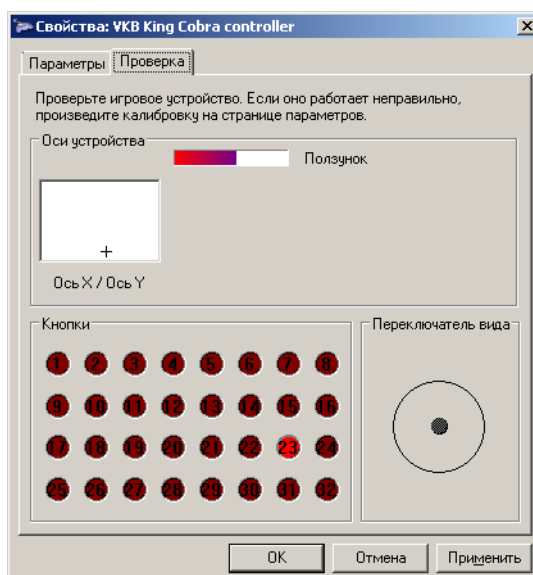 Свойства: VKB King Cobra controller
Параметры Проверка
Проверьте игровое устройство. Если оно работает неправильно,
произведите калибровку на странице параметров.
Оси устройства
Ползунок
Ось X / Ось Y
Кнопки
Переключатель вида
1 2 3 4 5 6 7 8
9 10 11 12 13 14 15 16
17 18 19 20 21 22 23 24
25 26 27 28 29 30 31 32
OK Отмена Применить